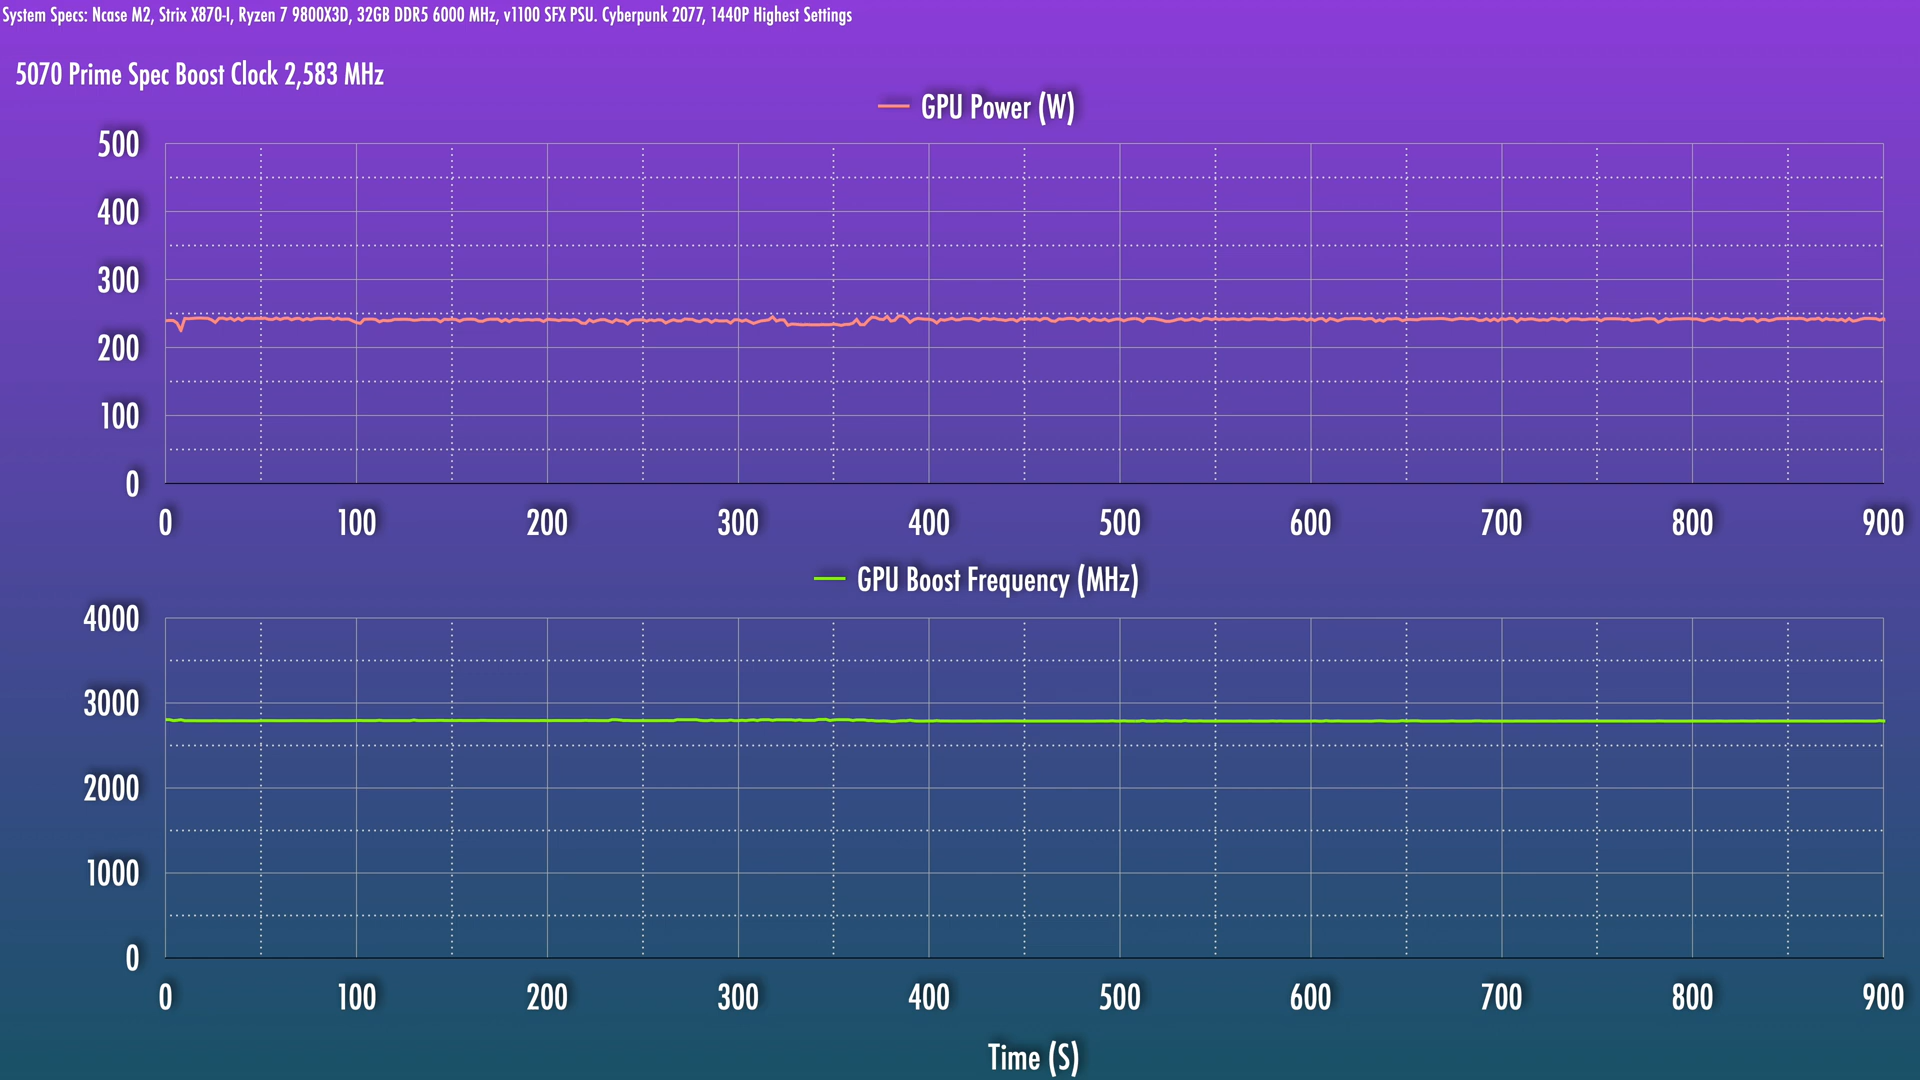 System Specs: Ncase M2, Strix X870-I, Ryzen 7 9800X3D, 32GB DDR5 6000 MHz, v1100 SFX PSU. Cyberpunk 2077, 1440P Highest Settings
5070 Prime Spec Boost Clock 2,583 MHz
GPU Power (W)
500
400
300
200
100
0
0 100 200 300 400 500 600 700 800 900
GPU Boost Frequency (MHz)
4000
3000
2000
1000
0
0 100 200 300 400 500 600 700 800 900
Time (S)